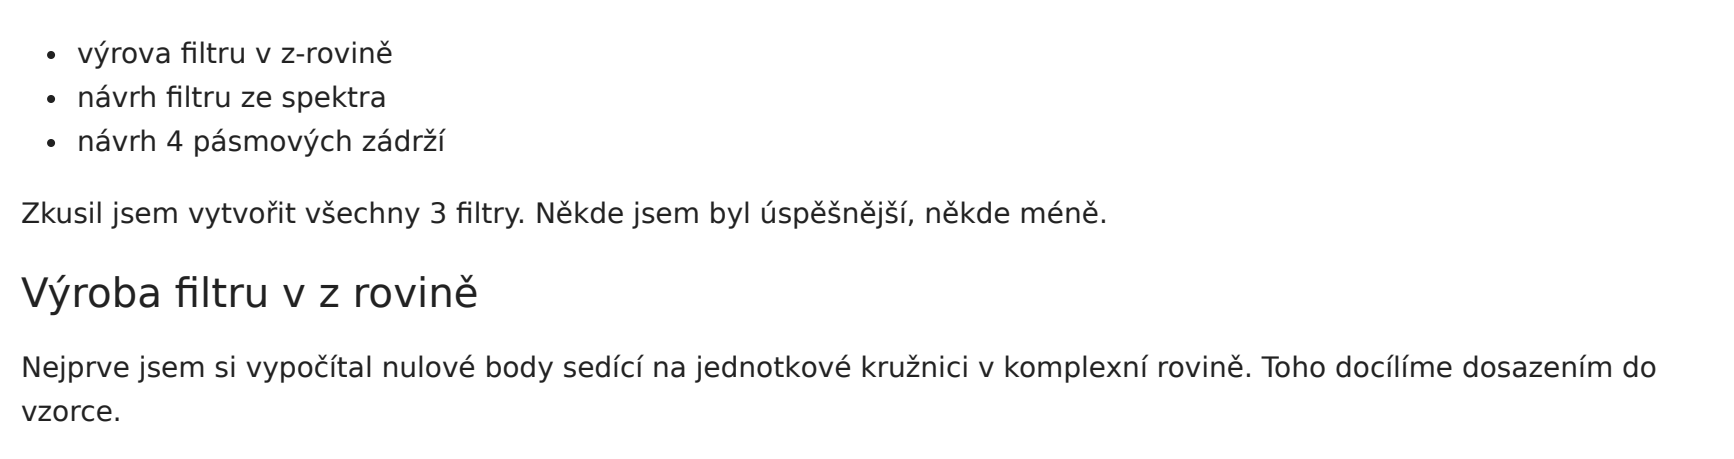 • výrova filtru v z-rovině
• návrh filtru ze spektra
• návrh 4 pásmových zádrží
Zkusil jsem vytvořit všechny 3 filtry. Někde jsem byl úspěšnější, někde méně.
Výroba filtru v z rovině
Nejprve jsem si vypočítal nulové body sedící na jednotkové kružnici v komplexní rovině. Toho docílíme dosazením do
vzorce.